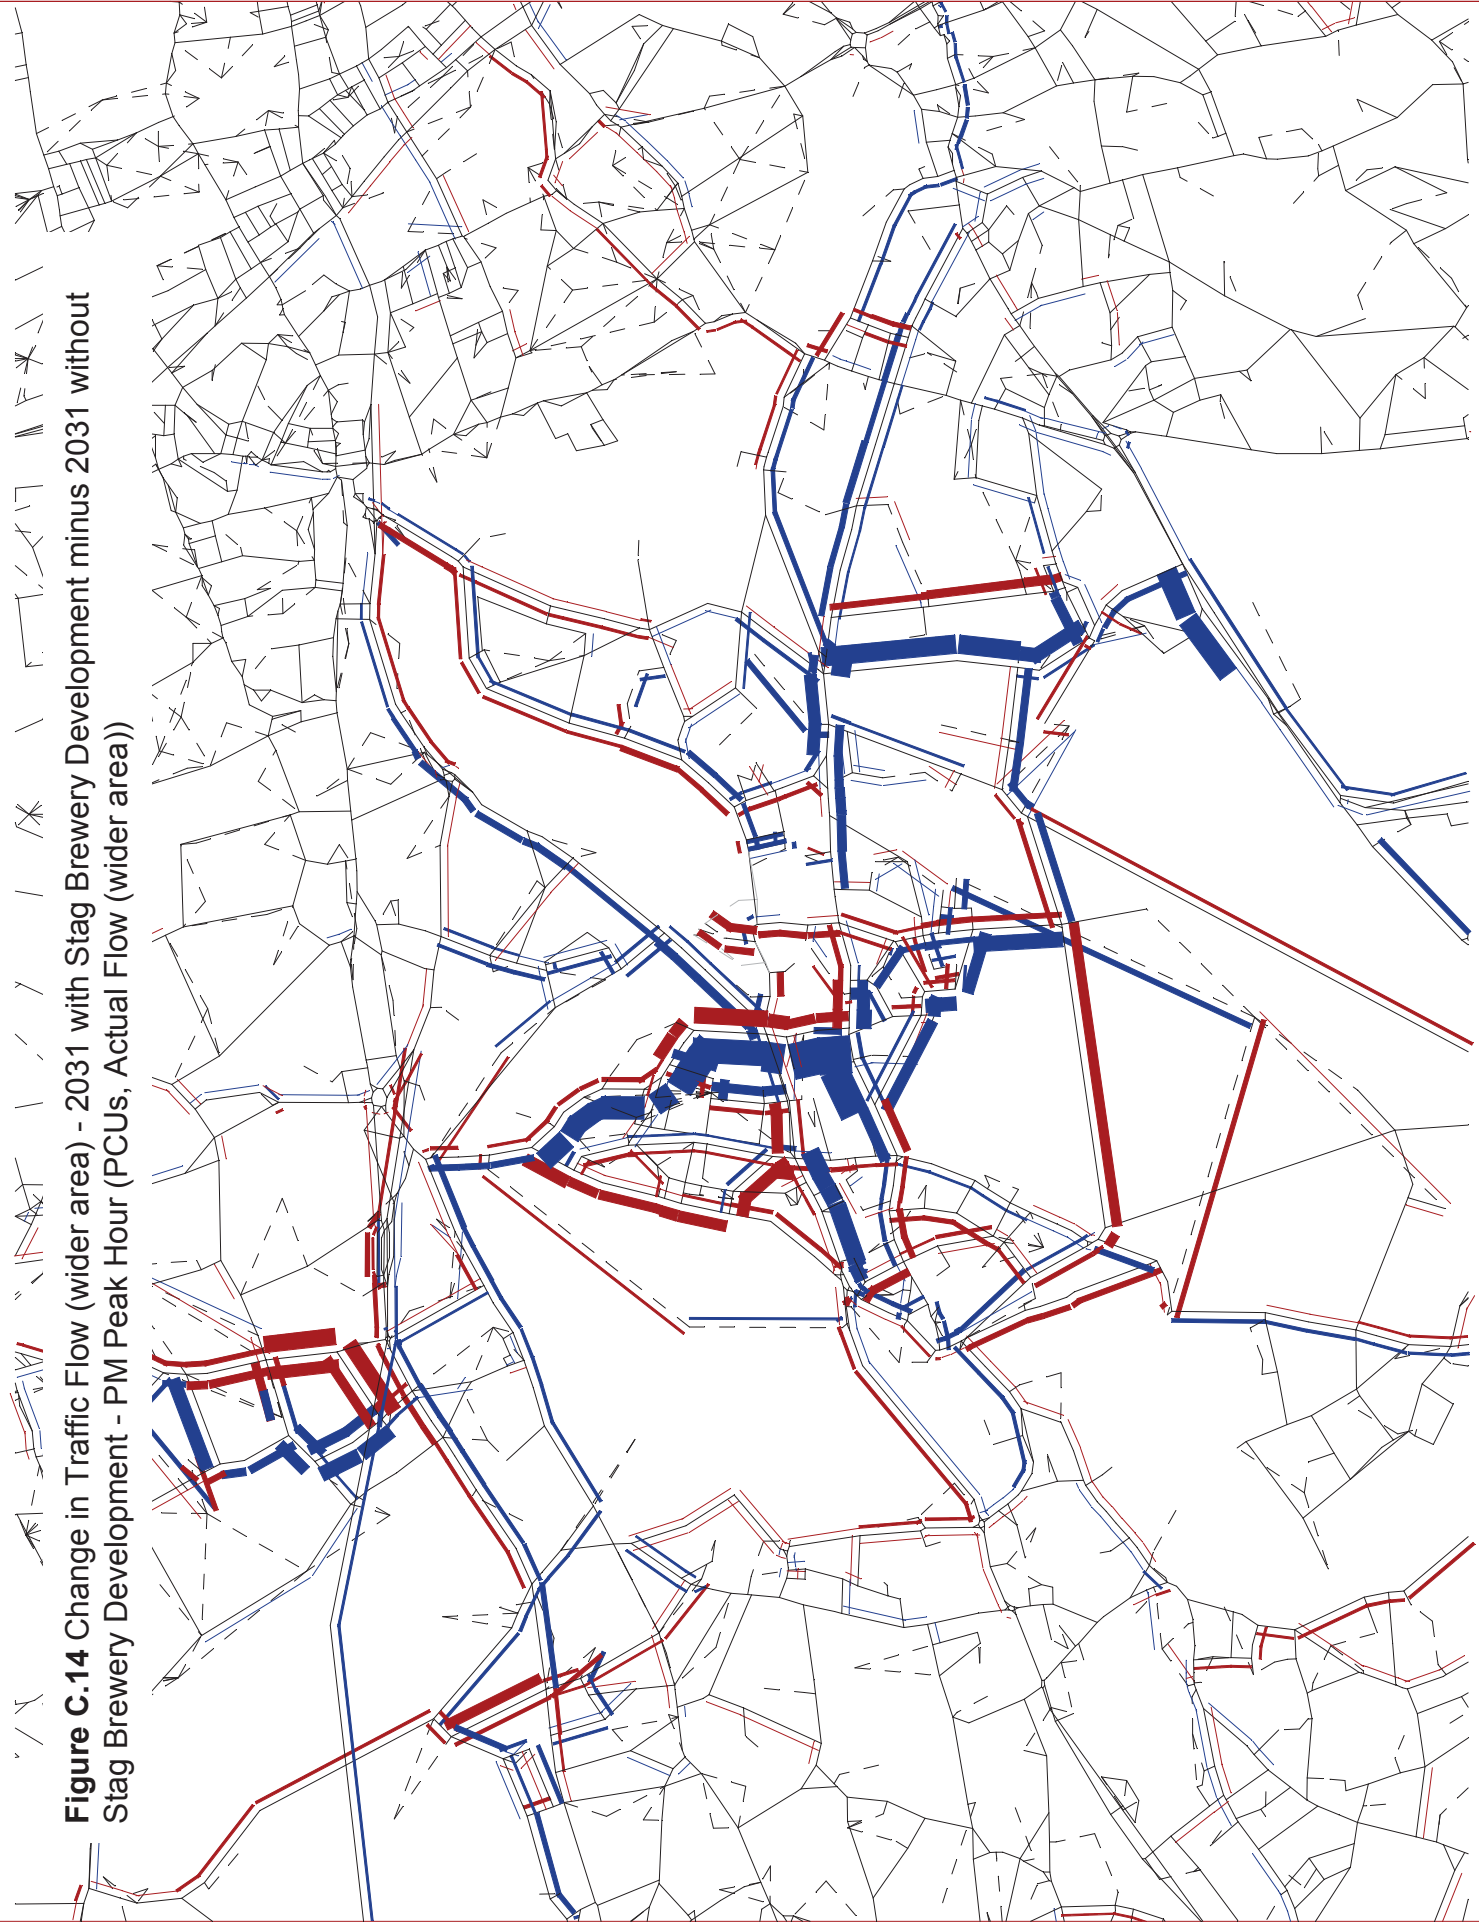 Figure C.14 Change in Traffic Flow (wider area) - 2031 with Stag Brewery Development minus 2031 without
Stag Brewery Development - PM Peak Hour (PCUs, Actual Flow (wider area))